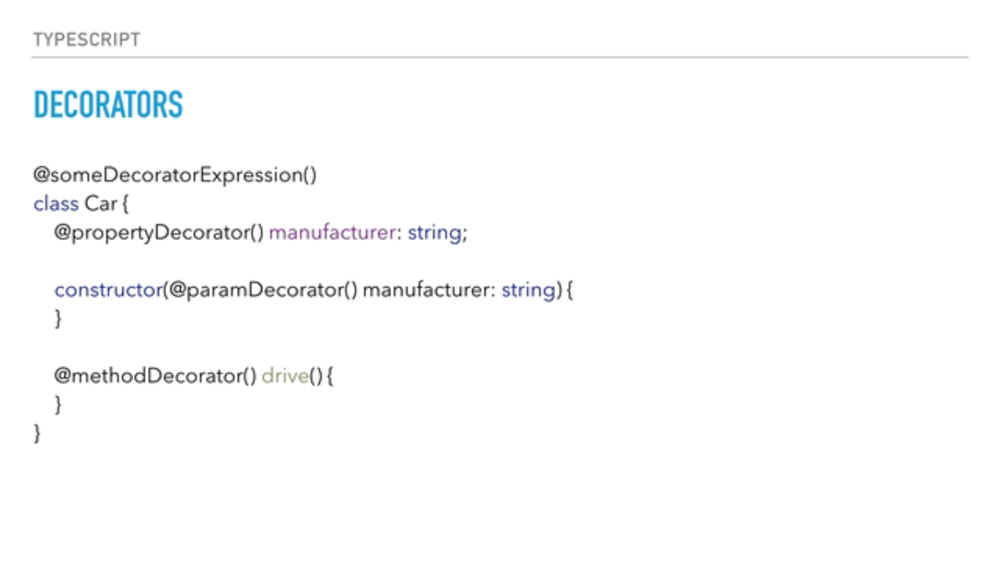 TYPESCRIPT
DECORATORS
@someDecoratorExpression()
class Car {
@propertyDecorator() manufacturer: string;
constructor(@paramDecorator() manufacturer: string) {
}
@methodDecorator() drive() {
}
}